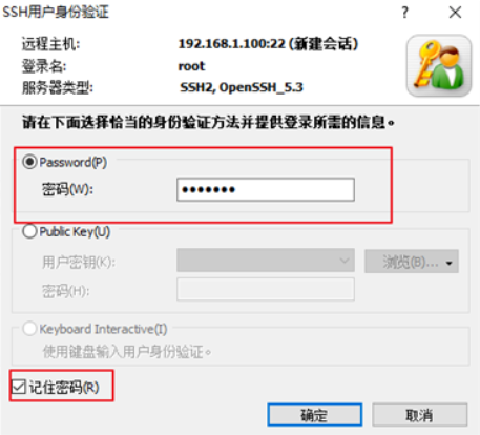 SSH用户身份验证
远程主机: 192.168.1.100:22 (新建会话)
登录名: root
服务器类型: SSH2, OpenSSH_5.3
请在下面选择恰当的身份验证方法并提供登录所需的信息。
Password(P)
密码(W): •••••••
Public Key(U)
用户密钥(K): 浏览(B)...
密码(H):
Keyboard Interactive(I)
使用键盘输入用户身份验证。
记住密码(R)
确定 取消